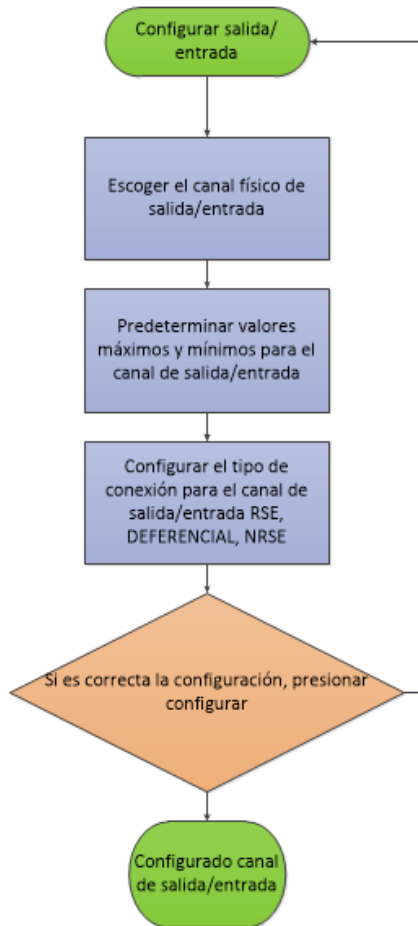 Configurar salida/
entrada
Escoger el canal físico de
salida/entrada
Predeterminar valores
máximos y mínimos para el
canal de salida/entrada
Configurar el tipo de
conexión para el canal de
salida/entrada RSE,
DEFERENCIAL, NRSE
Si es correcta la configuración, presionar
configurar
Configurado canal
de salida/entrada